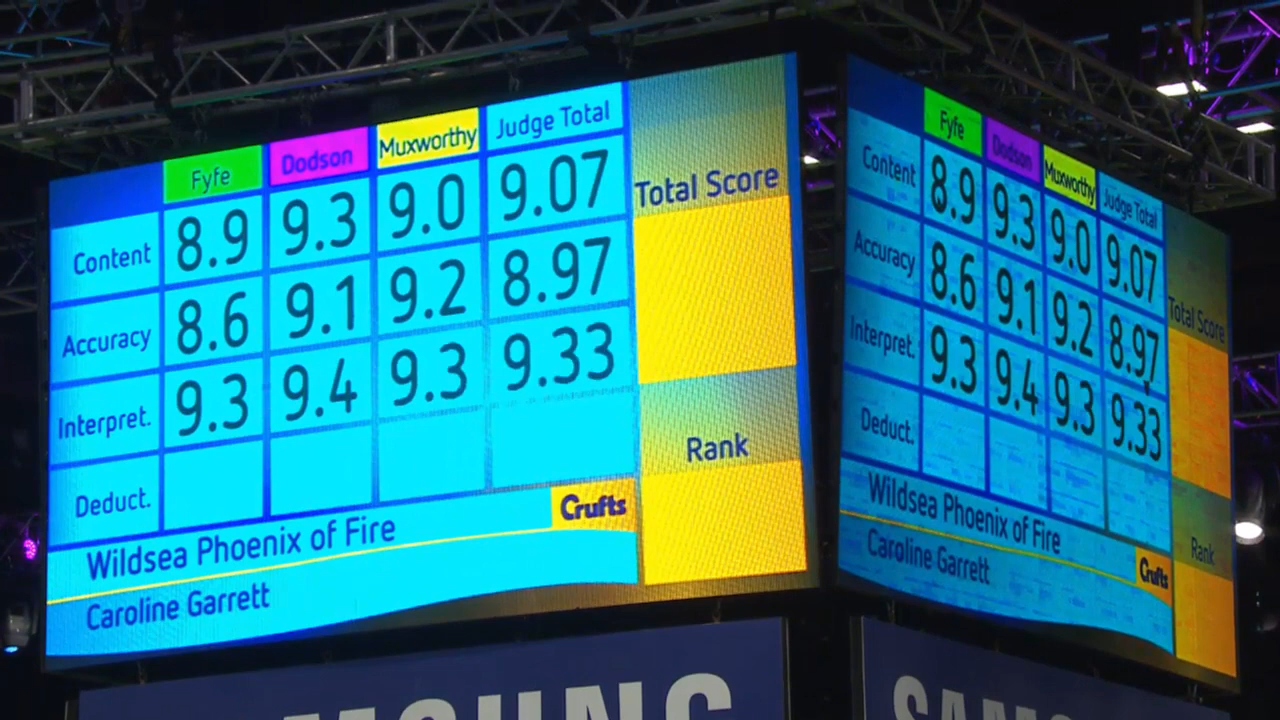 Fyfe Dodson Muxworthy Judge Total
Content 8.9 9.3 9.0 9.07
Accuracy 8.6 9.1 9.2 8.97
Interpret. 9.3 9.4 9.3 9.33
Deduct.
Total Score
Rank
Crufts
Wildsea Phoenix of Fire
Caroline Garrett
Fyfe Dodson Muxworthy Judge Total
Content 8.9 9.3 9.0 9.07
Accuracy 8.6 9.1 9.2 8.97
Interpret. 9.3 9.4 9.3 9.33
Deduct.
Total Score
Rank
Wildsea Phoenix of Fire
Crufts
Caroline Garrett
SAMSUNG
SAMSUNG